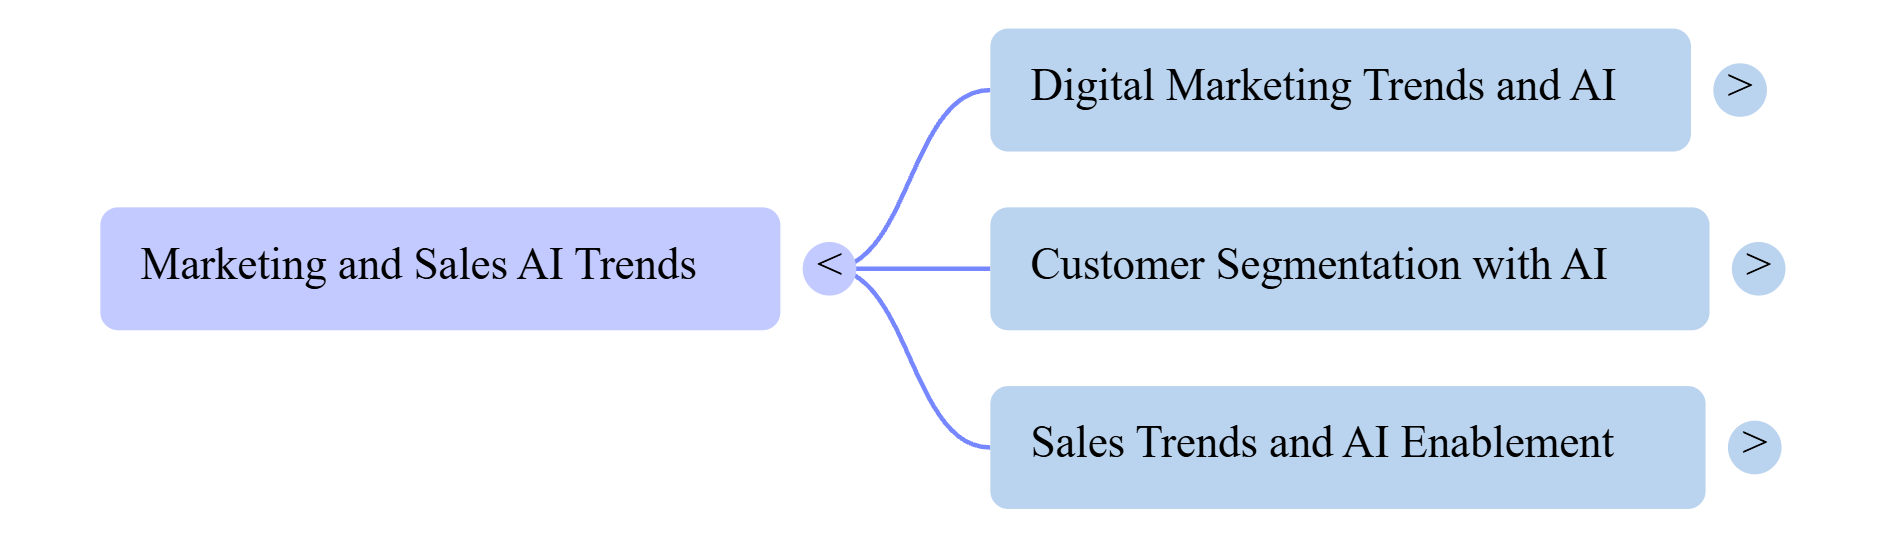 Digital Marketing Trends and AI >
Marketing and Sales AI Trends <
Customer Segmentation with AI >
Sales Trends and AI Enablement >